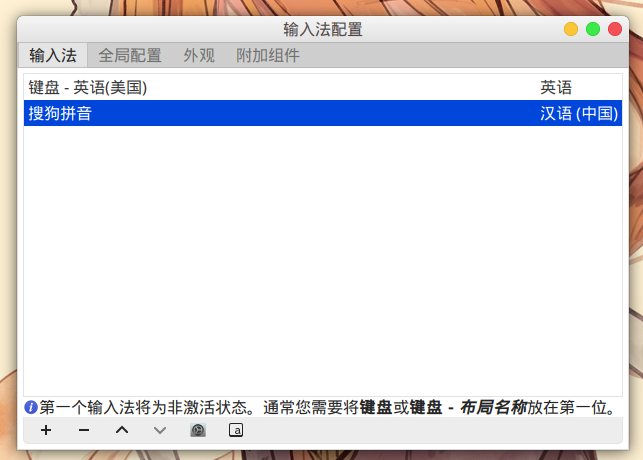 输入法配置
输入法 全局配置 外观 附加组件
键盘 - 英语(美国) 英语
搜狗拼音 汉语 (中国)
第一个输入法将为非激活状态。通常您需要将键盘或键盘 - 布局名称放在第一位。
a